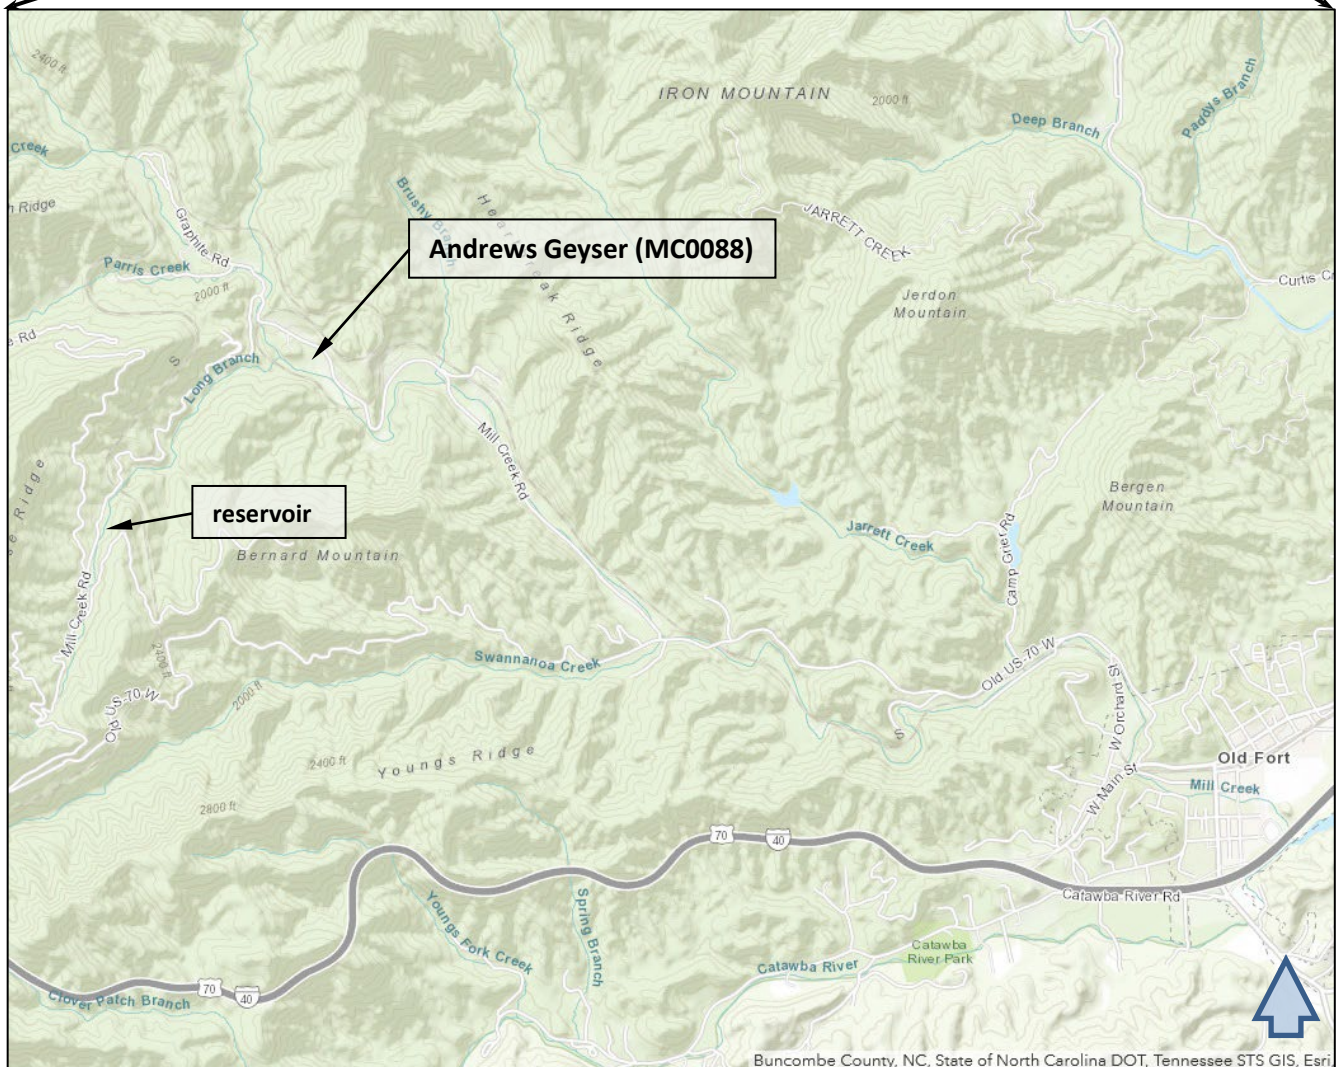 2400 ft
IRON MOUNTAIN
2000 ft
Paddys Branch
Deep Branch
Creek
Ridge
Graphite Rd
Brushy Branch
Heartbreak Ridge
JARRETT CREEK
Andrews Geyser (MC0088)
Parris Creek
2000 ft
Curtis C
Jerdon
Mountain
Rd
S
Long Branch
Mill Creek Rd
Ridge
reservoir
Bernard Mountain
Bergen
Mountain
Jarrett Creek
Camp Grier Rd
Mill Creek Rd
2400 ft
Swannanoa Creek
Old US-70 W
2000 ft
Old US-70 W
W Orchard St
S
Youngs Ridge
2400 ft
2800 ft
Old Fort
Mill Creek
W Main St
70
40
Catawba River Rd
Youngs Fork Creek
Spring Branch
Catawba
River Park
Catawba River
70
40
Clover Patch Branch
Buncombe County, NC, State of North Carolina DOT, Tennessee STS GIS, Esri